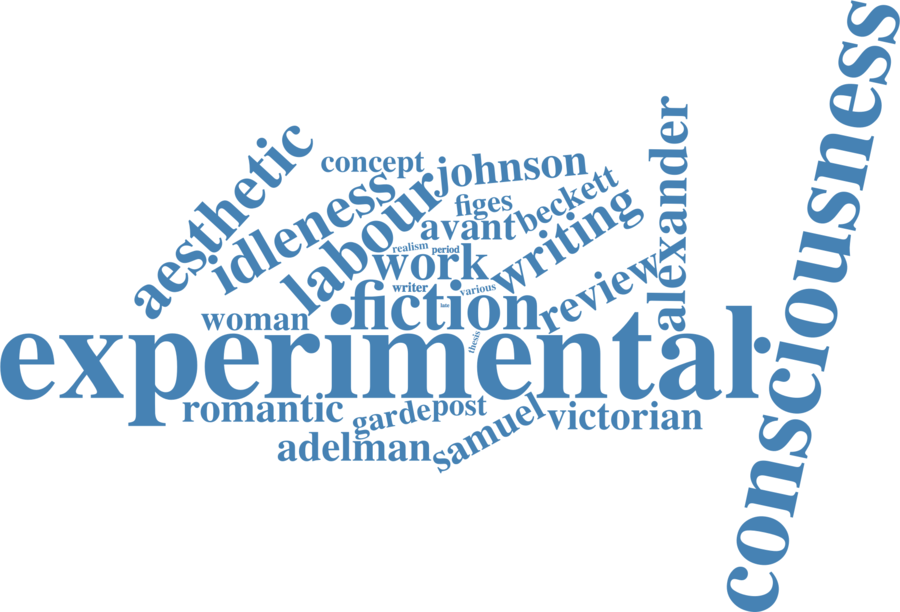 consciousness
alexander
aesthetic
concept
johnson
idleness
labour
figes
beckett
avant
writing
realism
period
work
review
writer
various
fiction
late
woman
thesis
experimental
romantic
garde
post
samuel
victorian
adelman